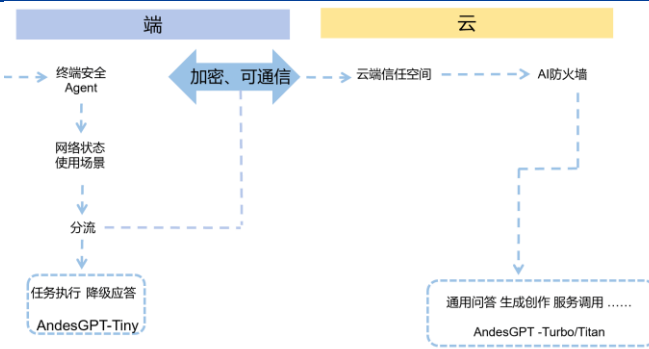 端
云
终端安全
Agent
加密、可通信
云端信任空间
AI防火墙
网络状态
使用场景
分流
任务执行 降级应答
AndesGPT-Tiny
通用问答 生成创作 服务调用 ……
AndesGPT -Turbo/Titan